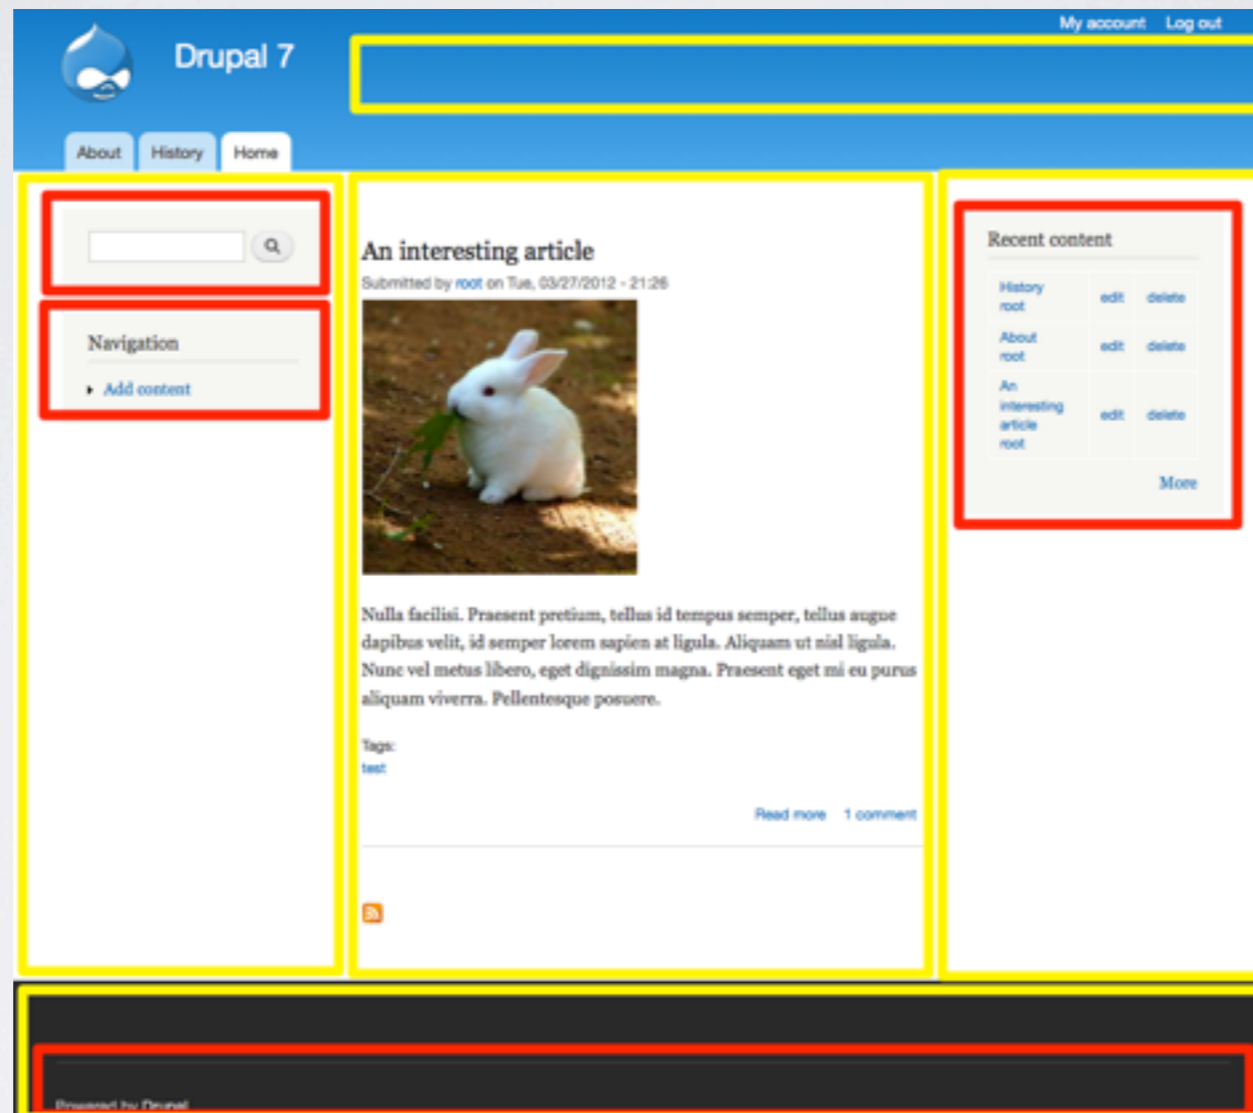 My account Log out
Drupal 7
About History Home
An interesting article
Submitted by root on Tue, 03/27/2012 - 21:26
Navigation
Add content
Nulla facilisi. Praesent pretium, tellus id tempus semper, tellus augue
dapibus velit, id semper lorem sapien at ligula. Aliquam ut nisl ligula.
Nunc vel metus libero, eget dignissim magna. Praesent eget mi eu purus
aliquam viverra. Pellentesque posuere.
Tags:
test
Read more 1 comment
Recent content
History
root
edit delete
About
root
edit delete
An
interesting
article
root
edit delete
More
Powered by Drupal